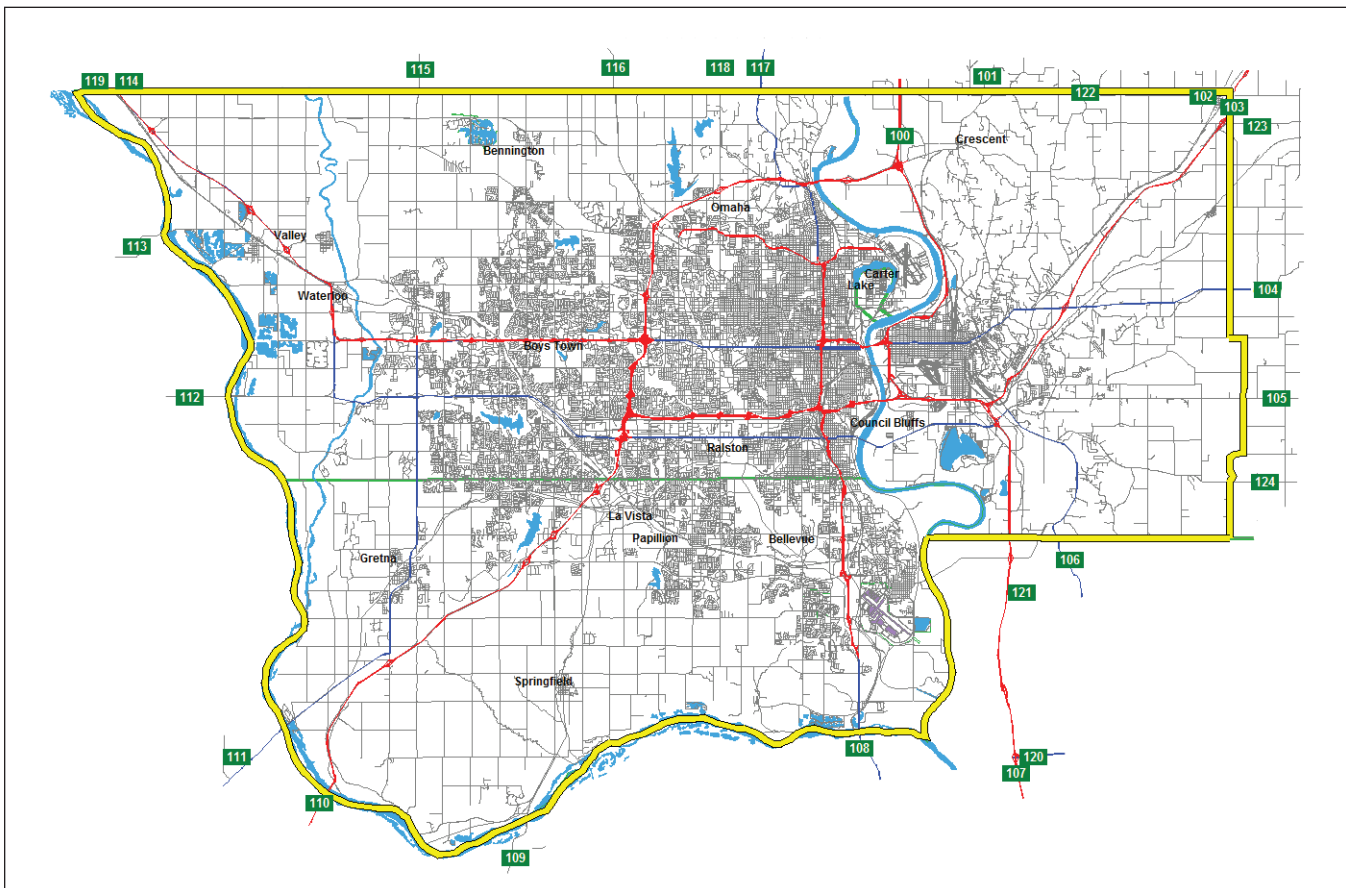 119
114
115
116
118
117
101
122
102
103
123
100
Crescent
Bennington
Omaha
Valley
113
Waterloo
Carter
Lake
104
Boys Town
112
105
Council Bluffs
Ralston
124
La Vista
Papillion
Bellevue
Gretna
106
121
Springfield
111
108
120
107
110
109